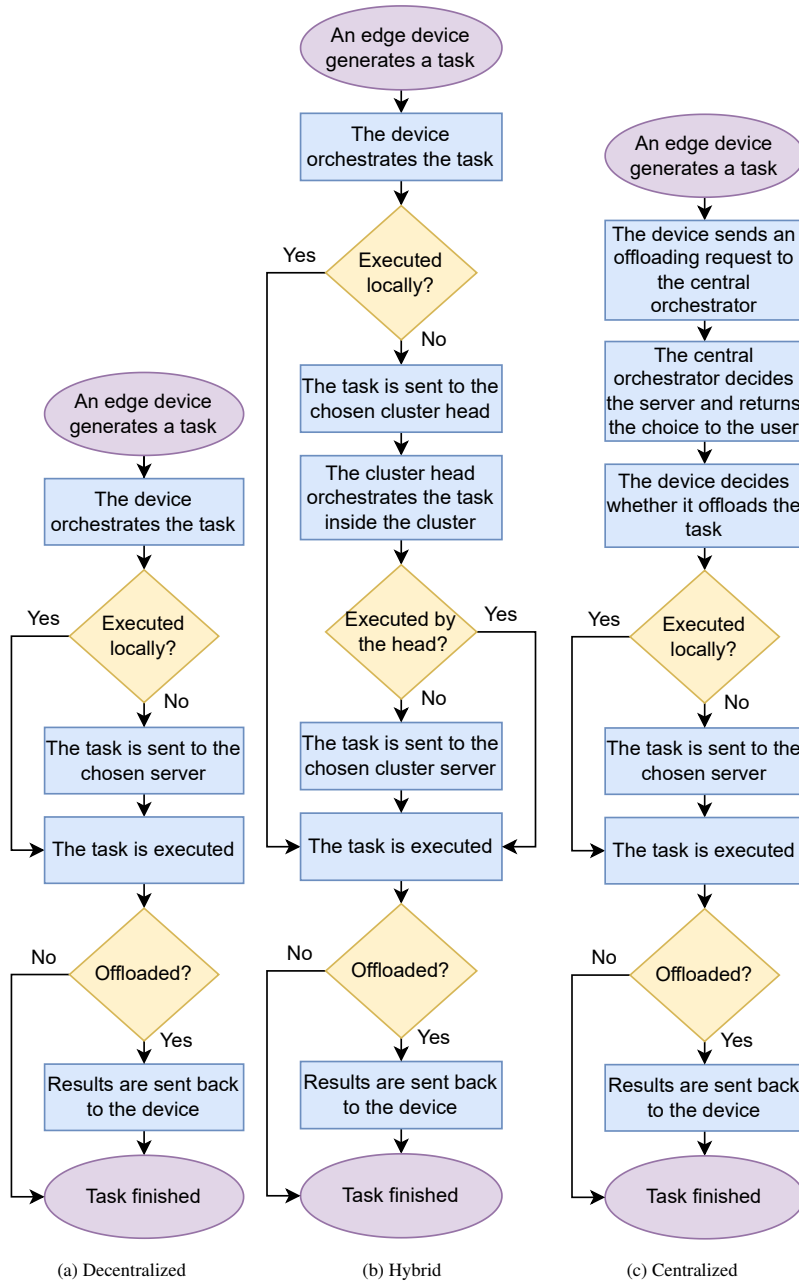 An edge device
generates a task
The device
orchestrates the task
Yes
Executed
locally?
No
The task is sent to the
chosen server
The task is executed
No
Offloaded?
Yes
Results are sent back
to the device
Task finished
(a) Decentralized
An edge device
generates a task
The device
orchestrates the task
Yes
Executed
locally?
No
The task is sent to the
chosen cluster head
The cluster head
orchestrates the task
inside the cluster
Executed by
the head?
Yes
No
The task is sent to the
chosen cluster server
The task is executed
No
Offloaded?
Yes
Results are sent back
to the device
Task finished
(b) Hybrid
An edge device
generates a task
The device sends an
offloading request to
the central
orchestrator
The central
orchestrator decides
the server and returns
the choice to the user
The device decides
whether it offloads the
task
Yes
Executed
locally?
No
The task is sent to the
chosen server
The task is executed
No
Offloaded?
Yes
Results are sent back
to the device
Task finished
(c) Centralized